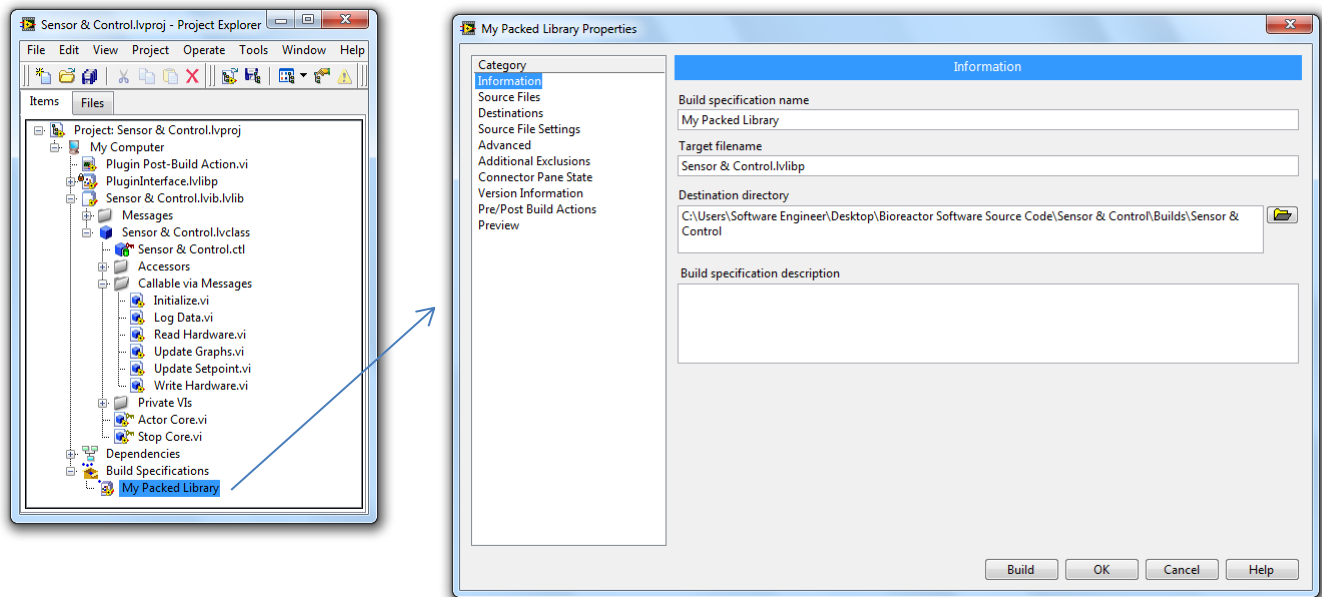 Sensor & Control.lvproj - Project Explorer
File Edit View Project Operate Tools Window Help
Items Files
Project: Sensor & Control.lvproj
My Computer
Plugin Post-Build Action.vi
PluginInterface.lvlibp
Sensor & Control.lvib.lvlib
Messages
Sensor & Control.lvclass
Sensor & Control.ctl
Accessors
Callable via Messages
Initialize.vi
Log Data.vi
Read Hardware.vi
Update Graphs.vi
Update Setpoint.vi
Write Hardware.vi
Private VIs
Actor Core.vi
Stop Core.vi
Dependencies
Build Specifications
My Packed Library
My Packed Library Properties
Category
Information
Source Files
Destinations
Source File Settings
Advanced
Additional Exclusions
Connector Pane State
Version Information
Pre/Post Build Actions
Preview
Information
Build specification name
My Packed Library
Target filename
Sensor & Control.lvlibp
Destination directory
C:\Users\Software Engineer\Desktop\Bioreactor Software Source Code\Sensor & Control\Builds\Sensor &
Control
Build specification description
Build OK Cancel Help